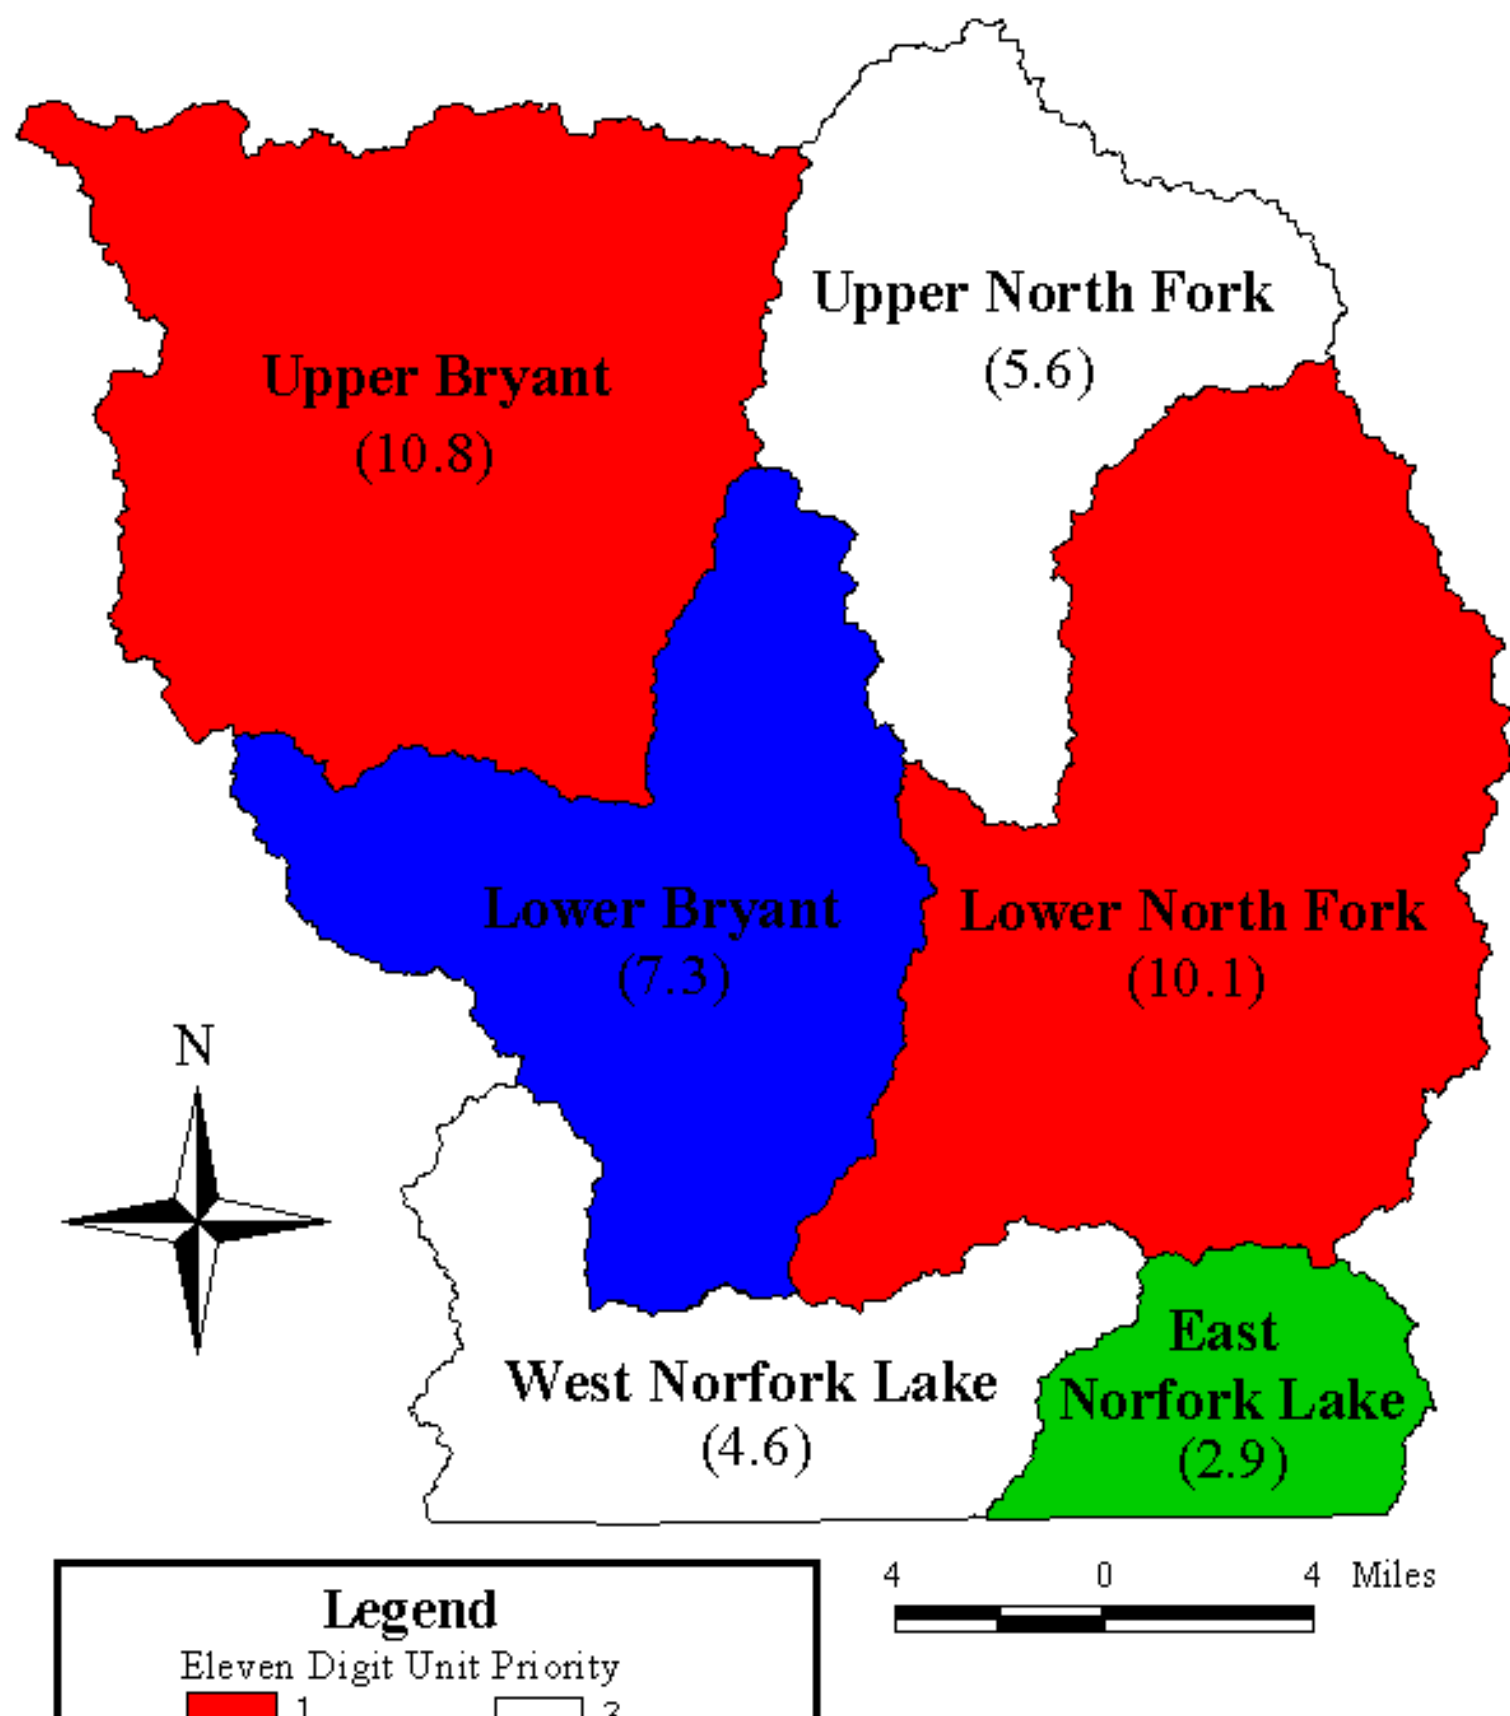 Upper North Fork
(5.6)
Upper Bryant
(10.8)
Lower Bryant
(7.3)
Lower North Fork
(10.1)
N
East
Norfork Lake
(2.9)
West Norfork Lake
(4.6)
4 0 4 Miles
Legend
Eleven Digit Unit Priority
1